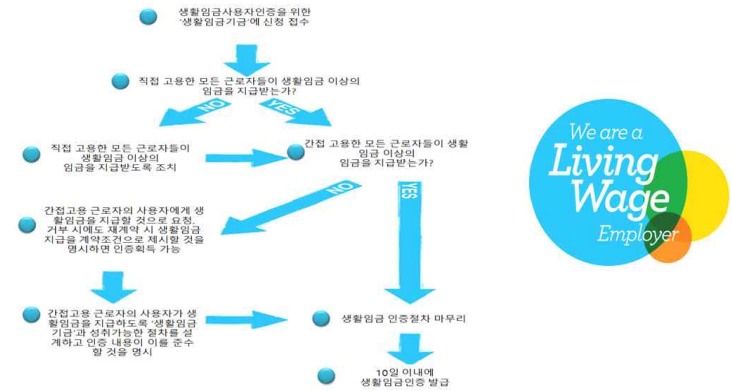 생활임금사용자인증을 위한
'생활임금기금'에 신청 접수
직접 고용한 모든 근로자들이 생활임금 이상의
임금을 지급받는가?
NO
YES
직접 고용한 모든 근로자들이
생활임금 이상의
임금을 지급받도록 조치
간접 고용한 모든 근로자들이 생활
임금 이상의
임금을 지급받는가?
NO
YES
간접고용 근로자의 사용자에게 생
활임금을 지급할 것으로 요청.
거부 시에도 재계약 시 생활임금
지급을 계약조건으로 제시할 것을
명시하면 인증획득 가능
간접고용 근로자의 사용자가 생
활임금을 지급하도록 '생활임금
기금'과 성취가능한 절차를 설
계하고 인증 내용이 이를 준수
할 것을 명시
생활임금 인증절차 마무리
10일 이내에
생활임금인증 발급
We are a
Living
Wage
Employer